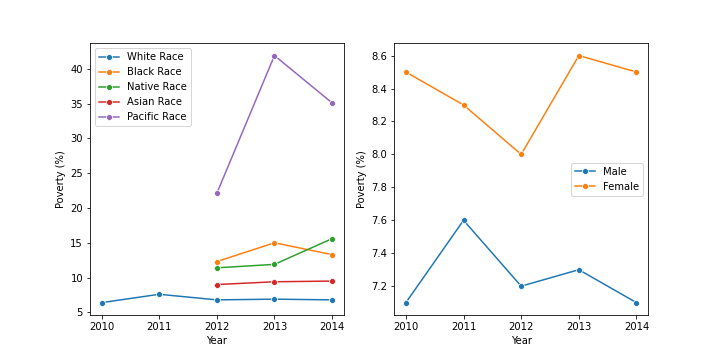 White Race
Black Race
Native Race
Asian Race
Pacific Race
40
35
30
25
20
15
10
5
Poverty (%)
2010 2011 2012 2013 2014
Year
Male
Female
8.6
8.4
8.2
8.0
7.8
7.6
7.4
7.2
Poverty (%)
2010 2011 2012 2013 2014
Year